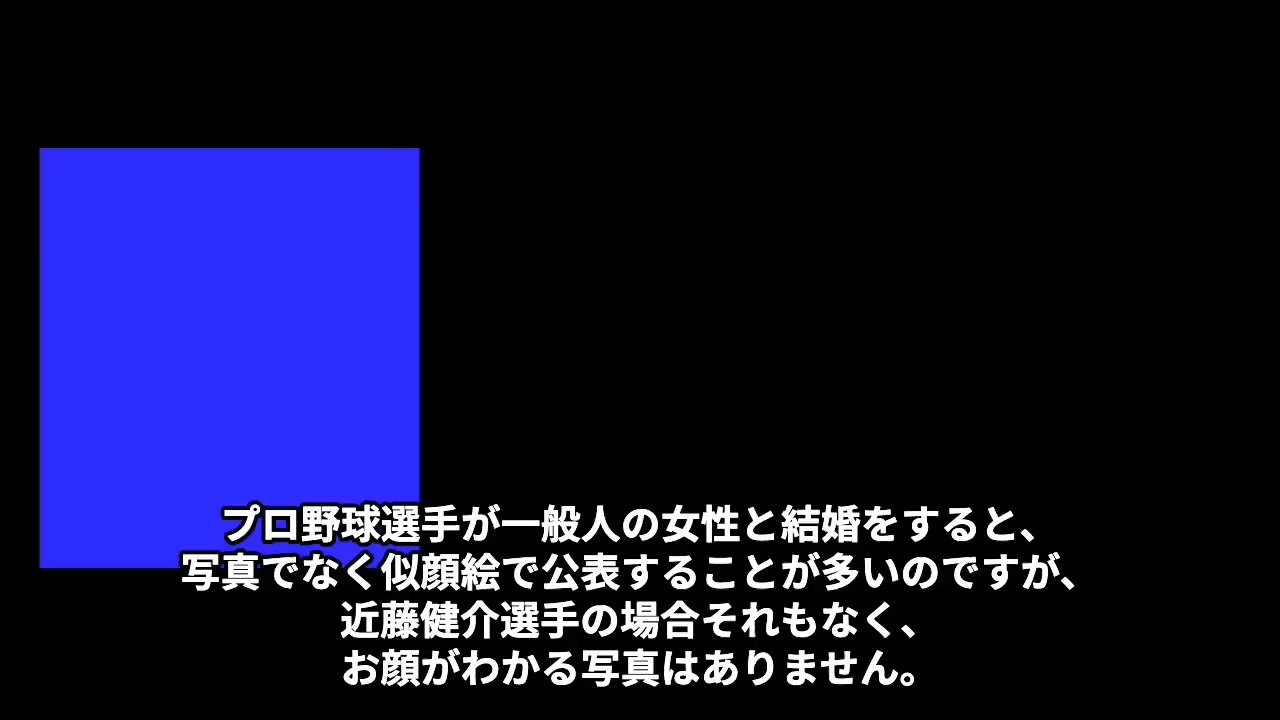 プロ野球選手が一般人の女性と結婚をすると、
写真でなく似顔絵で公表することが多いのですが、
近藤健介選手の場合それもなく、
お顔がわかる写真はありません。